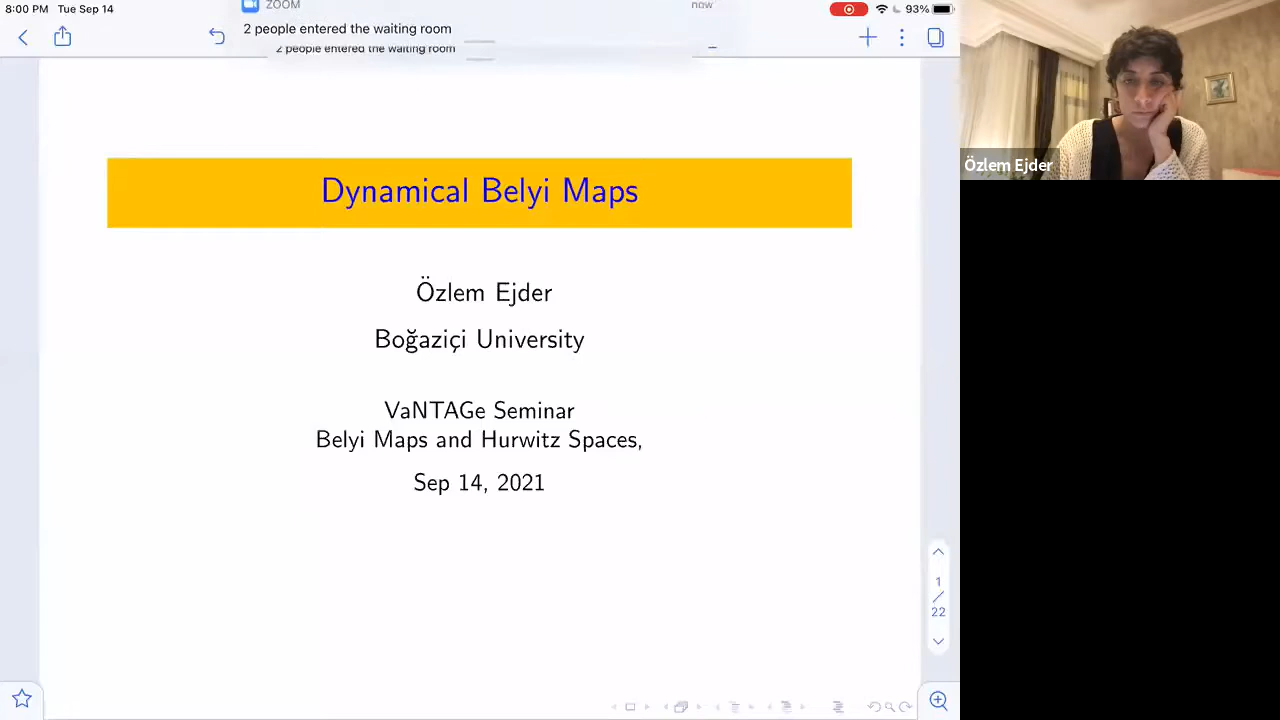 8:00 PM Tue Sep 14
ZOOM
now
93%
2 people entered the waiting room
2 people entered the waiting room
Dynamical Belyi Maps
Özlem Ejder
Özlem Ejder
Boğaziçi University
VaNTAGe Seminar
Belyi Maps and Hurwitz Spaces,
Sep 14, 2021
1
/
22